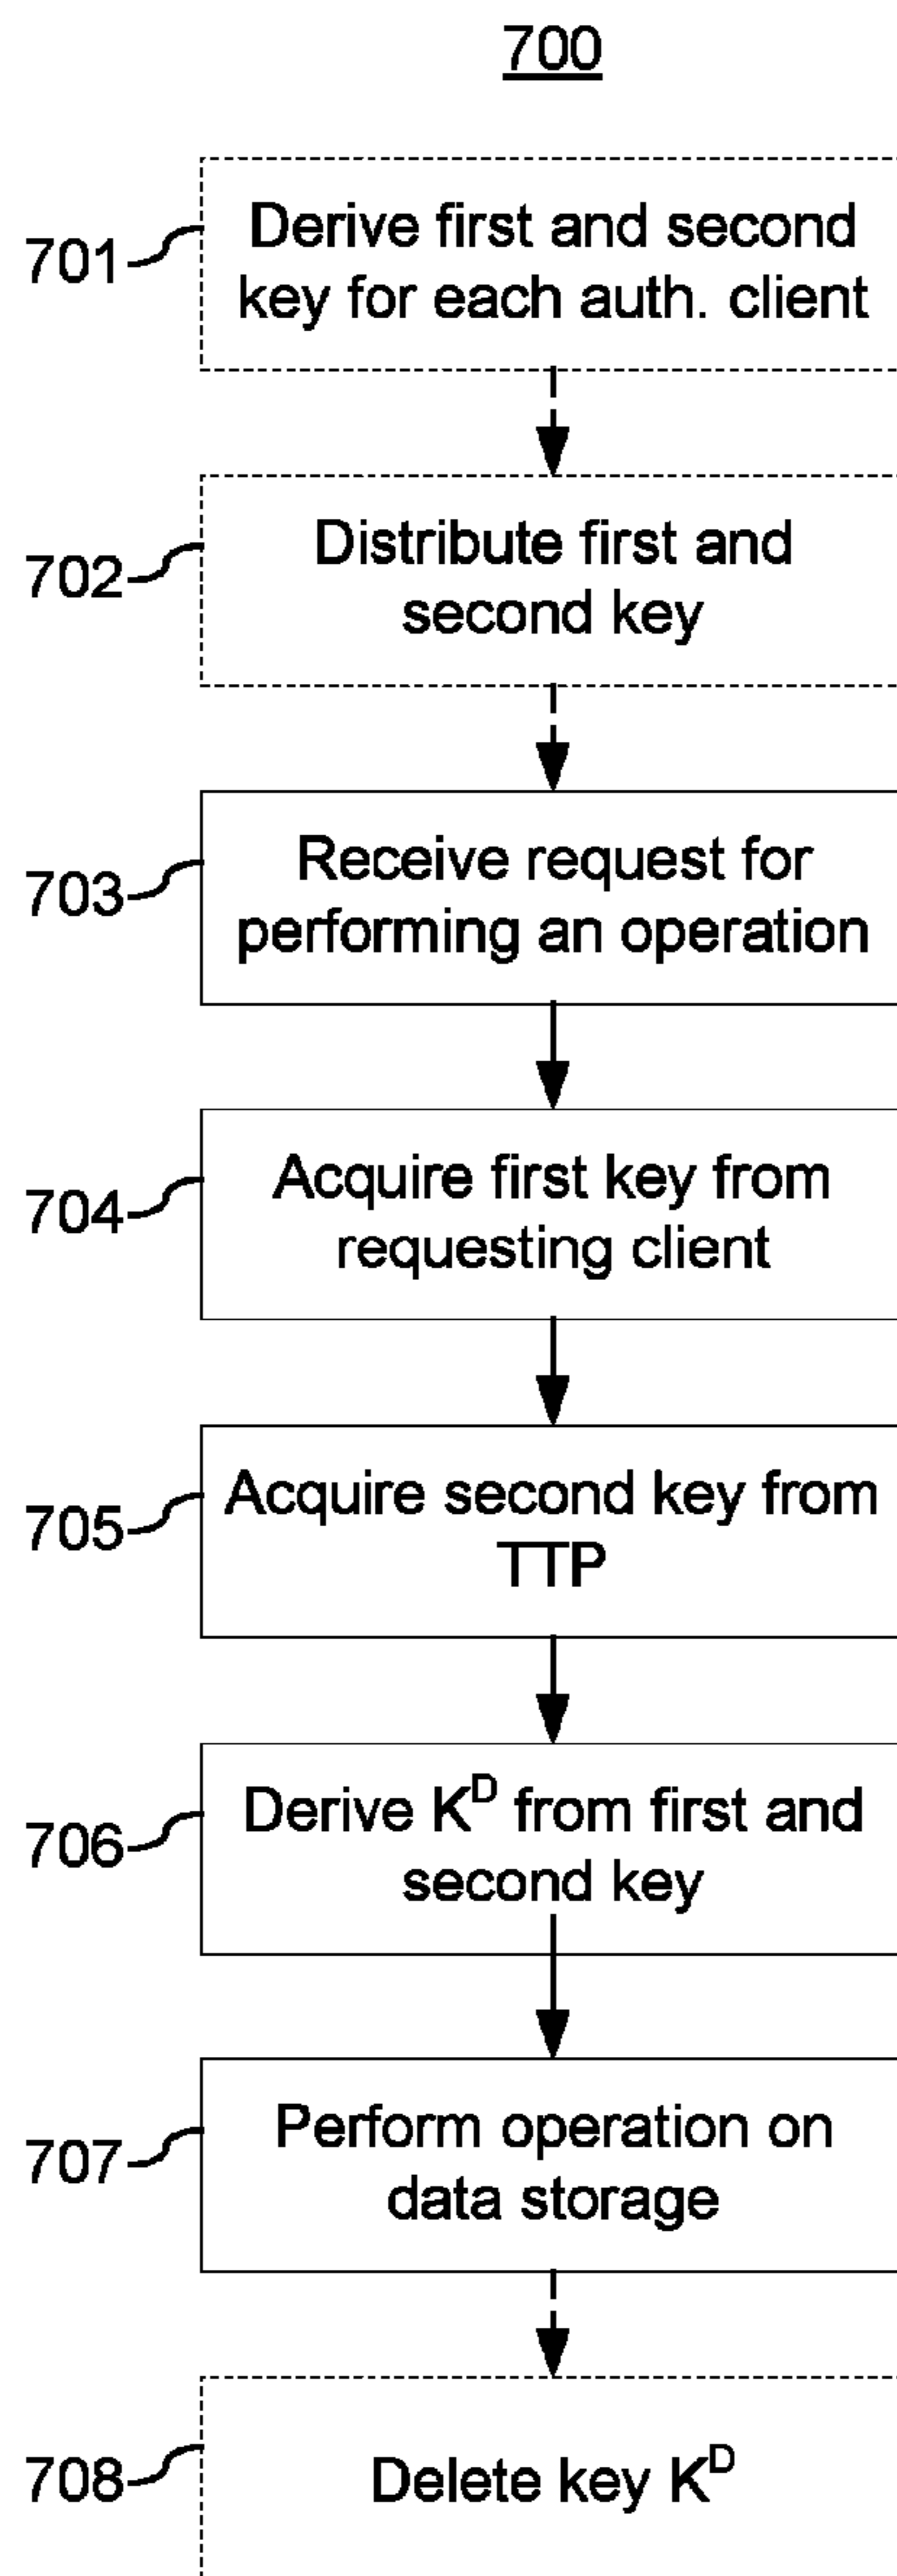 700
701
Derive first and second
key for each auth. client
702
Distribute first and
second key
703
Receive request for
performing an operation
704
Acquire first key from
requesting client
705
Acquire second key from
TTP
706
Derive K^D from first and
second key
707
Perform operation on
data storage
708
Delete key K^D